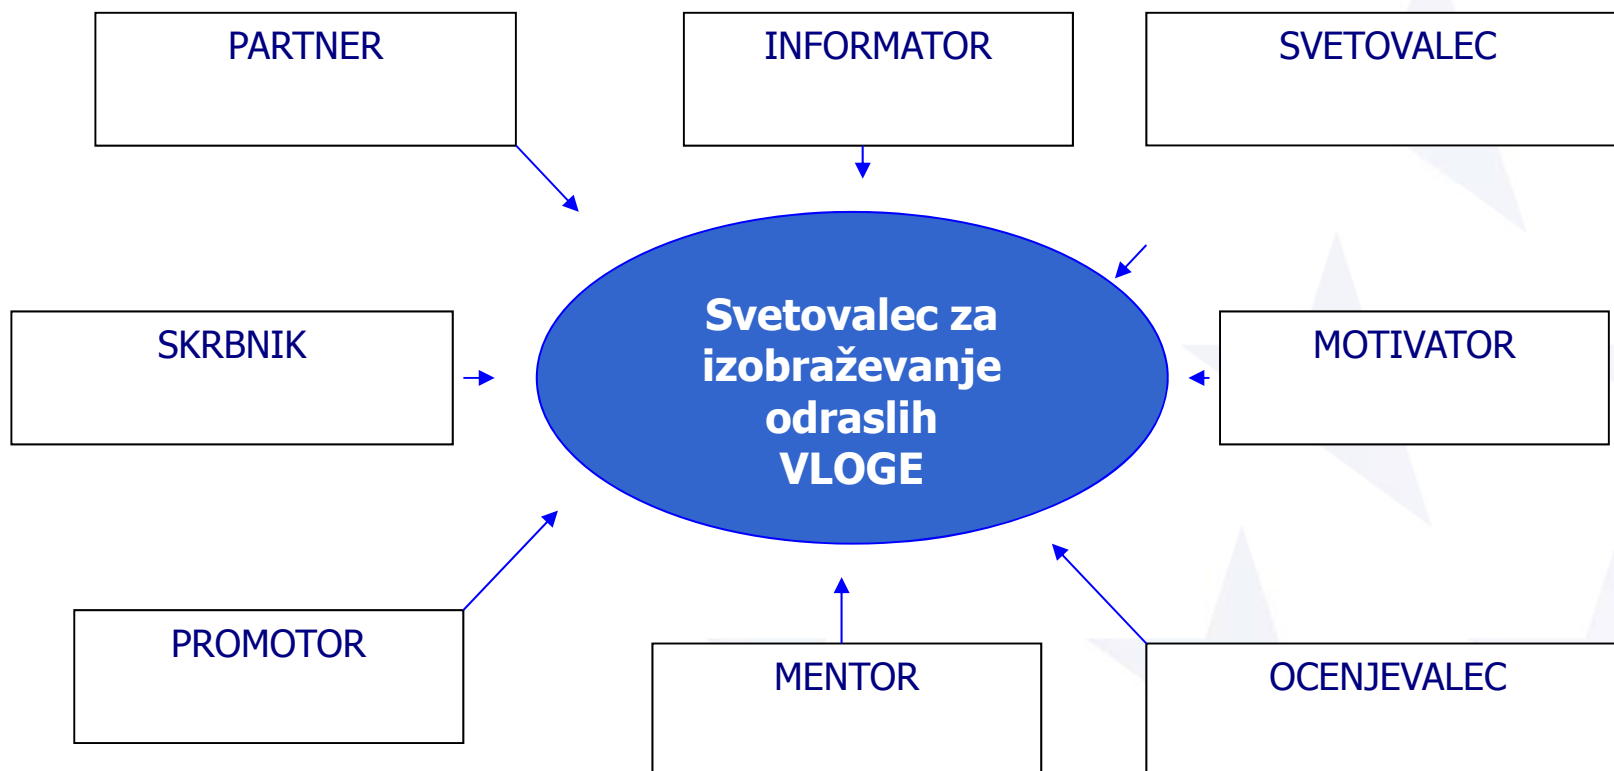 PARTNER
INFORMATOR
SVETOVALEC
Svetovalec za
izobraževanje
odraslih
VLOGE
SKRBNIK
MOTIVATOR
PROMOTOR
MENTOR
OCENJEVALEC